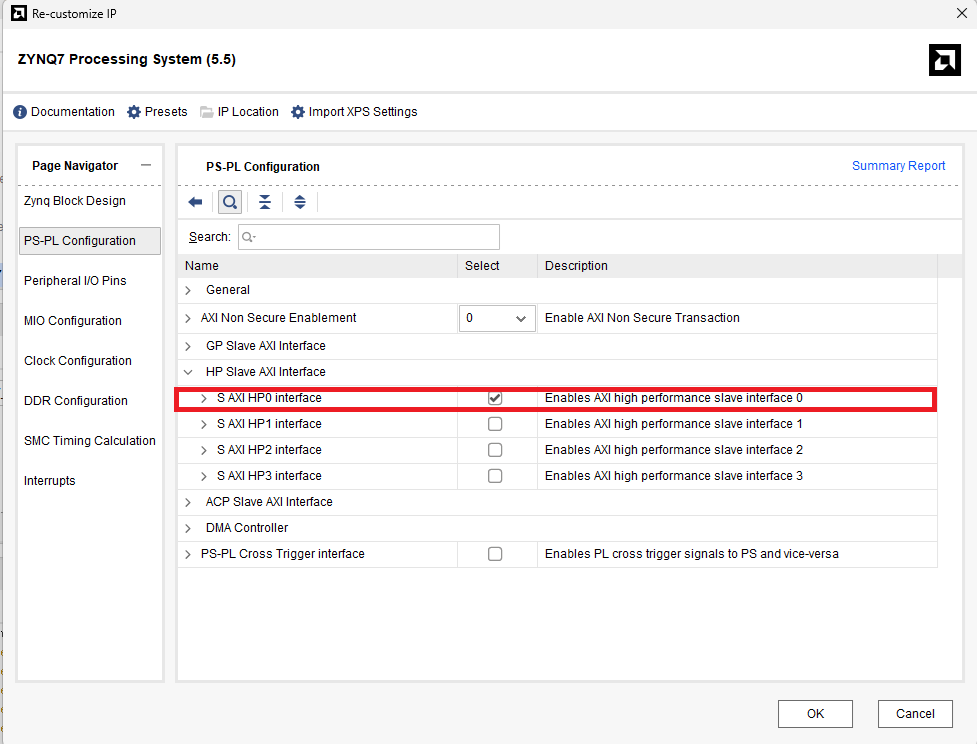 Re-customize IP
ZYNQ7 Processing System (5.5)
Documentation Presets IP Location Import XPS Settings
Page Navigator
Zynq Block Design
PS-PL Configuration
Peripheral I/O Pins
MIO Configuration
Clock Configuration
DDR Configuration
SMC Timing Calculation
Interrupts
PS-PL Configuration Summary Report
Search:
Name Select Description
General
AXI Non Secure Enablement 0 Enable AXI Non Secure Transaction
GP Slave AXI Interface
HP Slave AXI Interface
S AXI HP0 interface Enables AXI high performance slave interface 0
S AXI HP1 interface Enables AXI high performance slave interface 1
S AXI HP2 interface Enables AXI high performance slave interface 2
S AXI HP3 interface Enables AXI high performance slave interface 3
ACP Slave AXI Interface
DMA Controller
PS-PL Cross Trigger interface Enables PL cross trigger signals to PS and vice-versa
OK Cancel